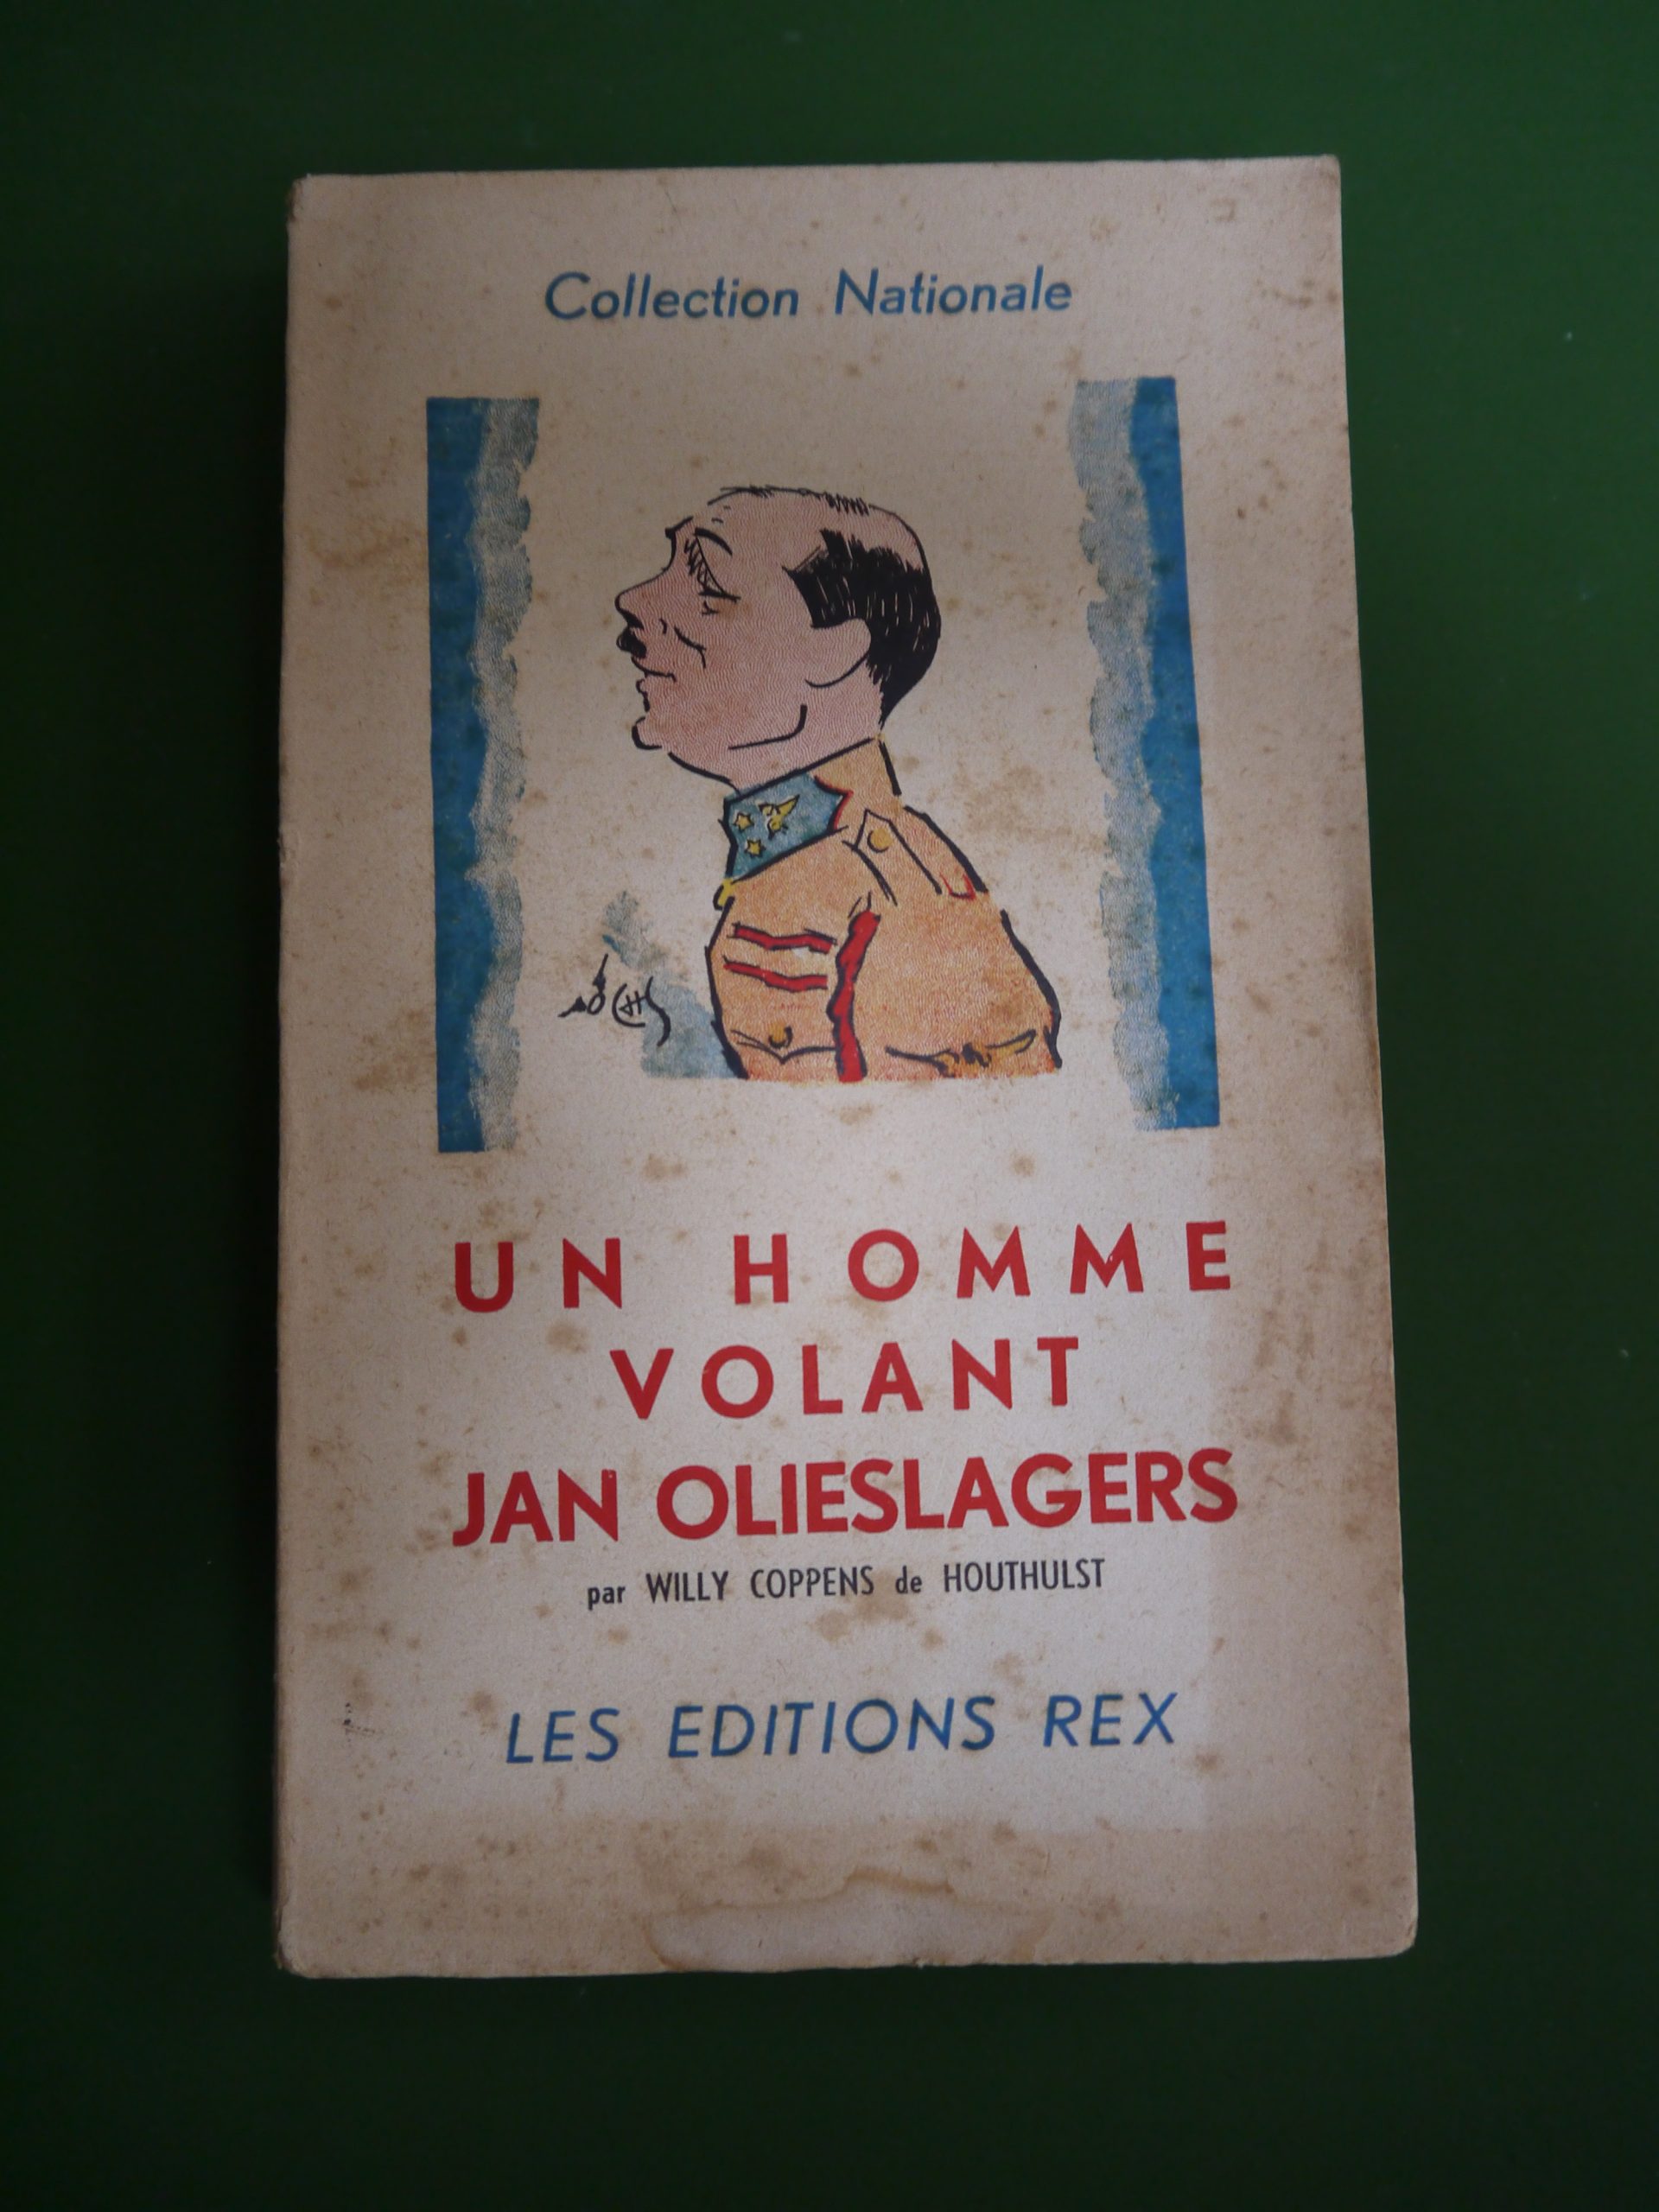 Collection Nationale
UN HOMME
VOLANT
JAN OLIESLAGERS
par WILLY COPPENS de HOUTHULST
LES EDITIONS REX